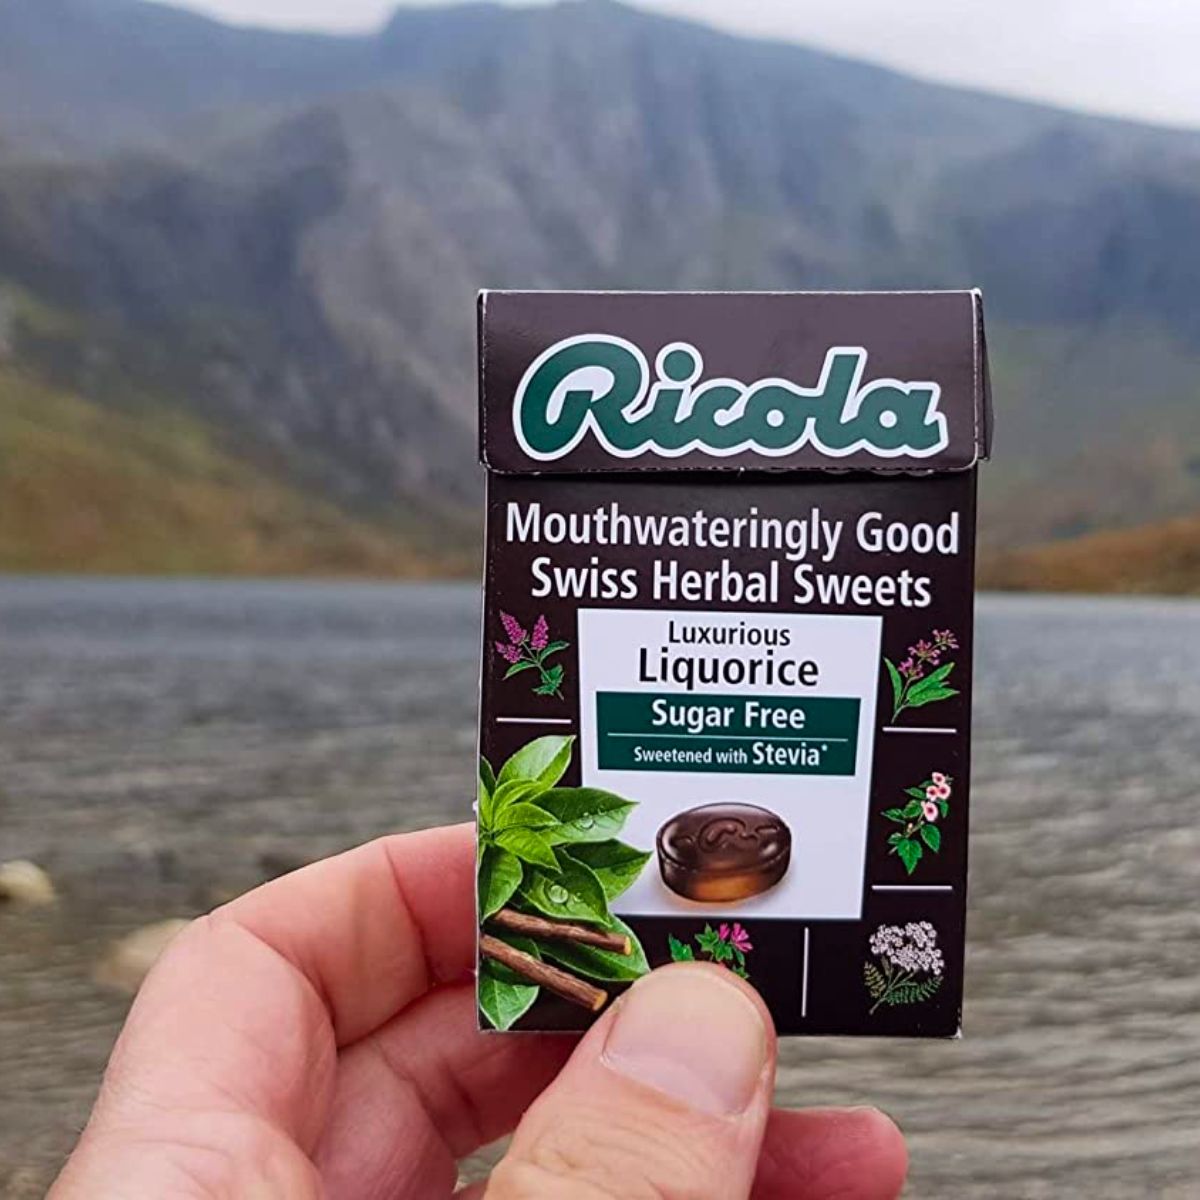 Ricola
Mouthwateringly Good
Swiss Herbal Sweets
Luxurious
Liquorice
Sugar Free
Sweetened with Stevia*